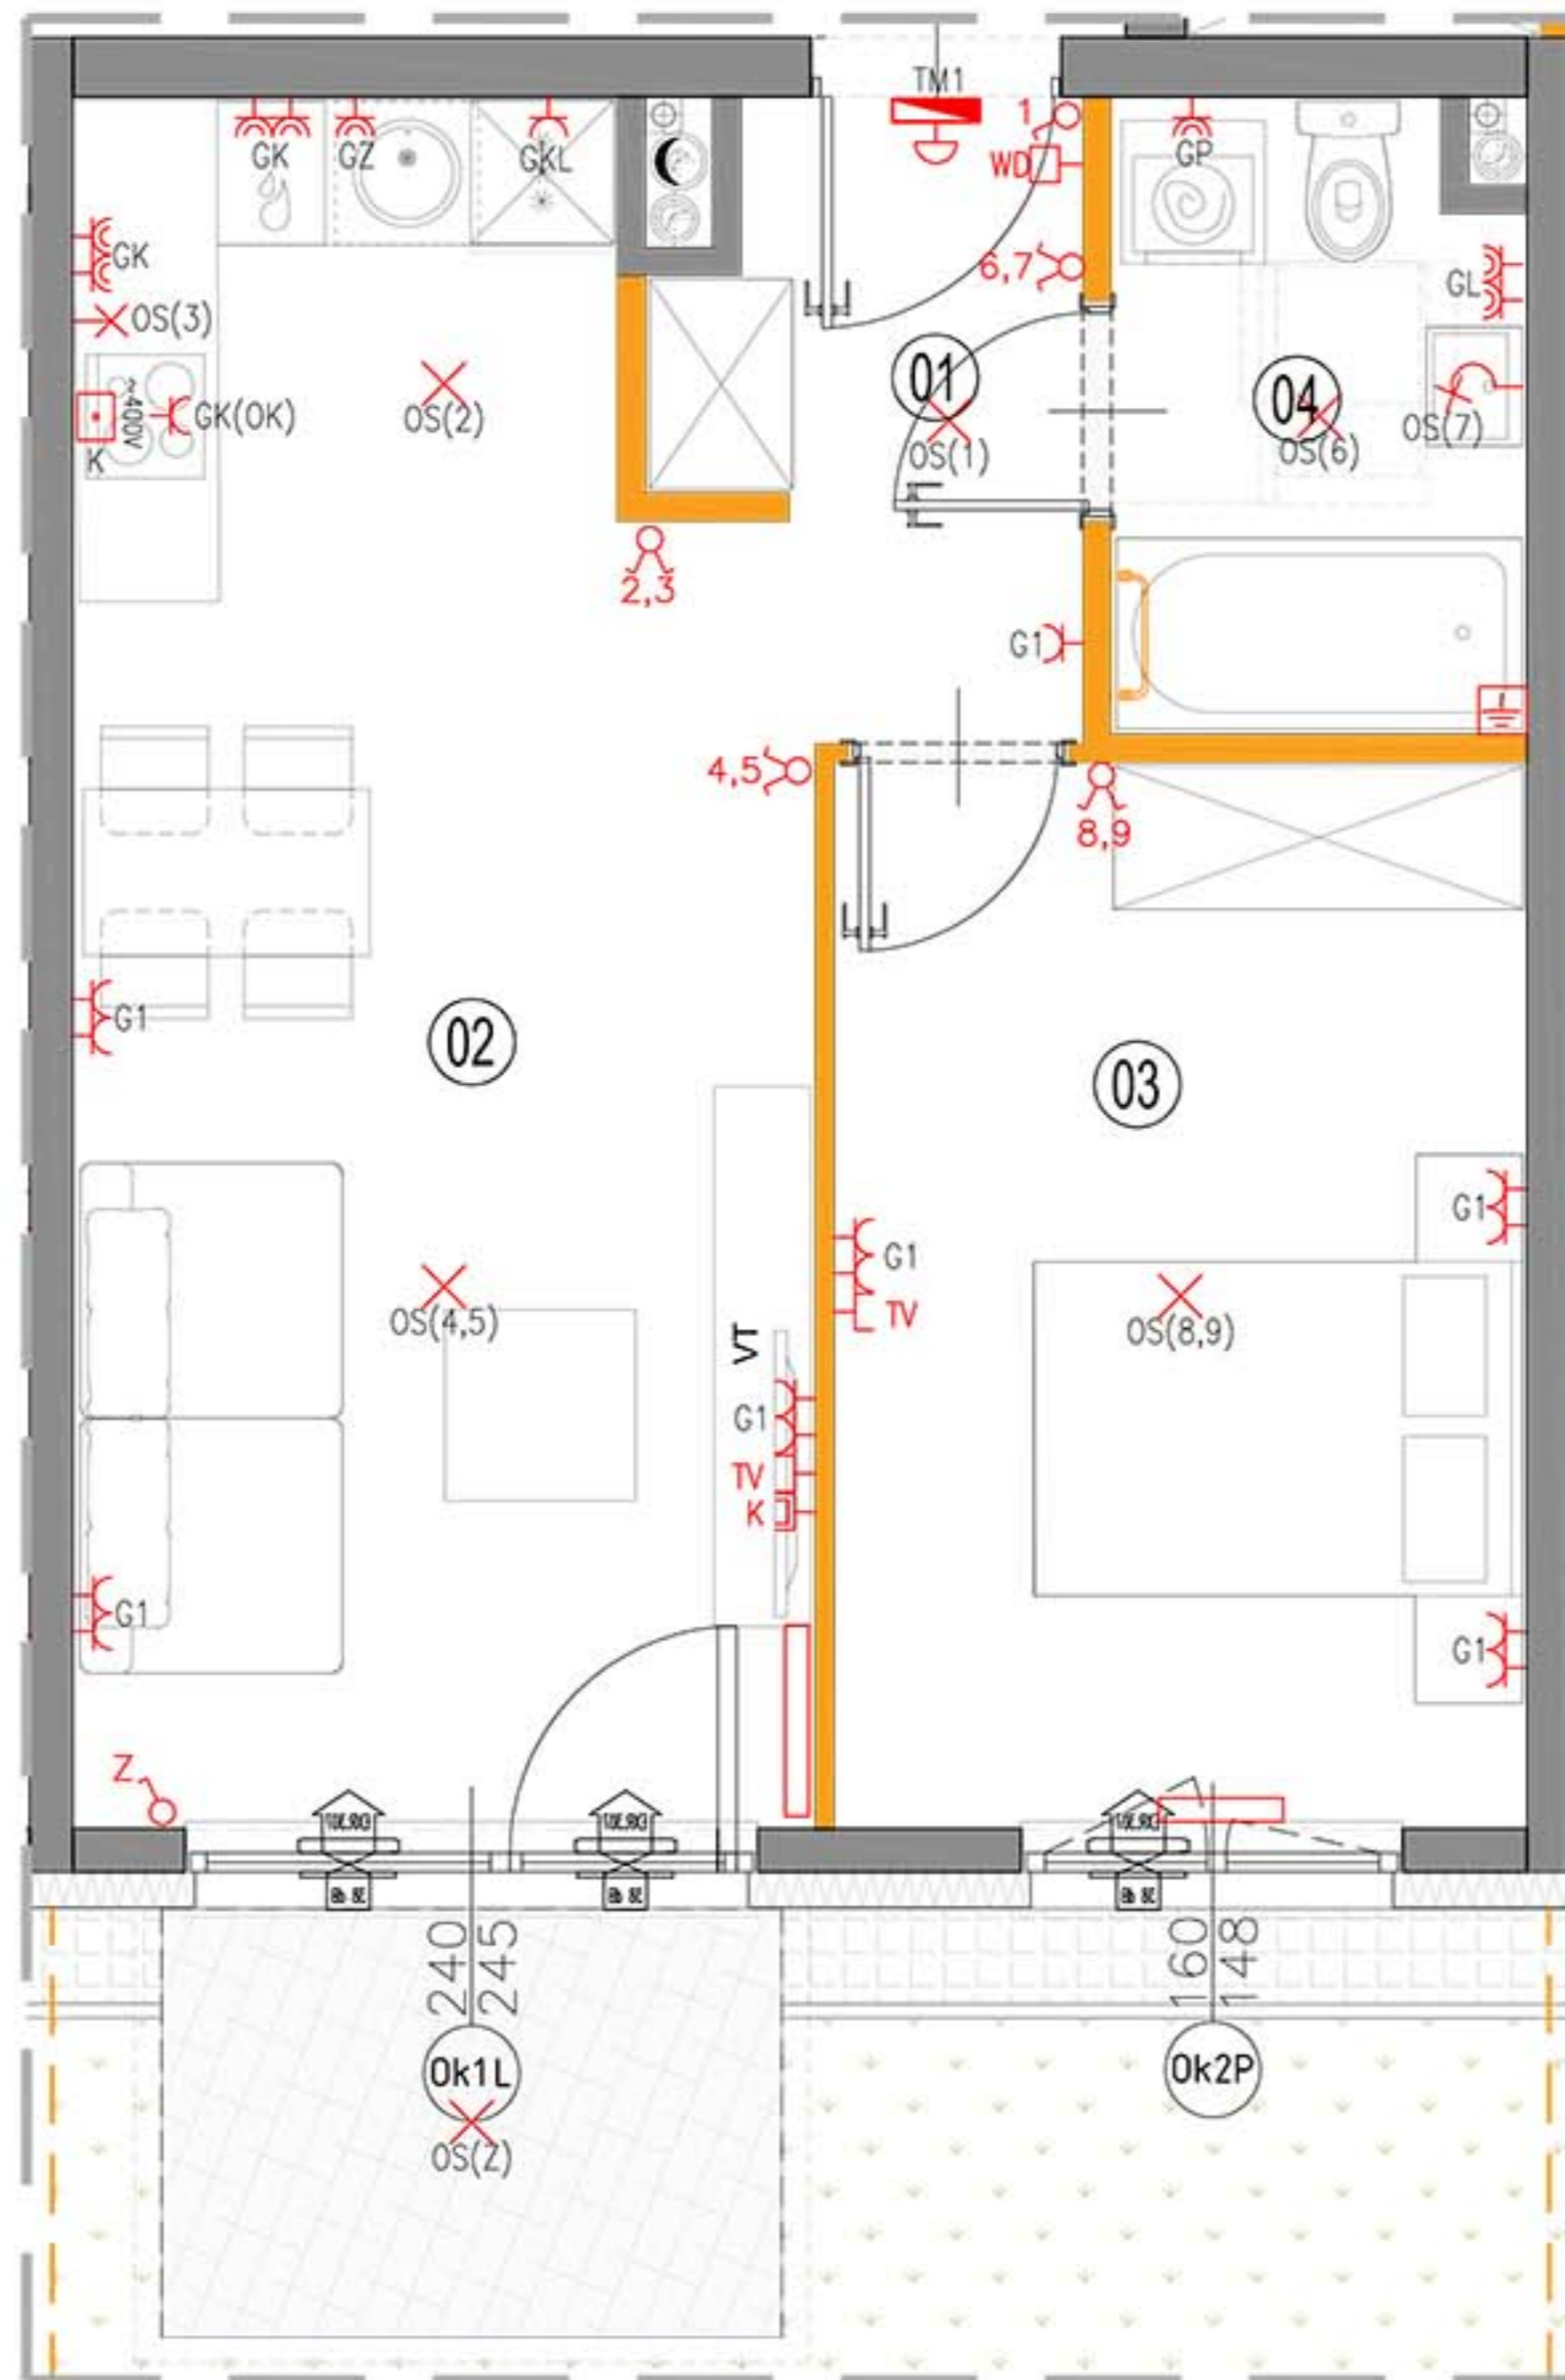 TM1
1
GK
GZ
GKL
WD
GP
GK
6,7
GL
OS(3)
01
04
~400V
GK(OK)
OS(2)
OS(1)
OS(6)
OS(7)
K
2,3
G1
4,5
8,9
G1
02
03
G1
G1
TV
OS(4,5)
OS(8,9)
VT
G1
TV
K
G1
G1
Z
240
245
160
148
Ok1L
Ok2P
OS(Z)